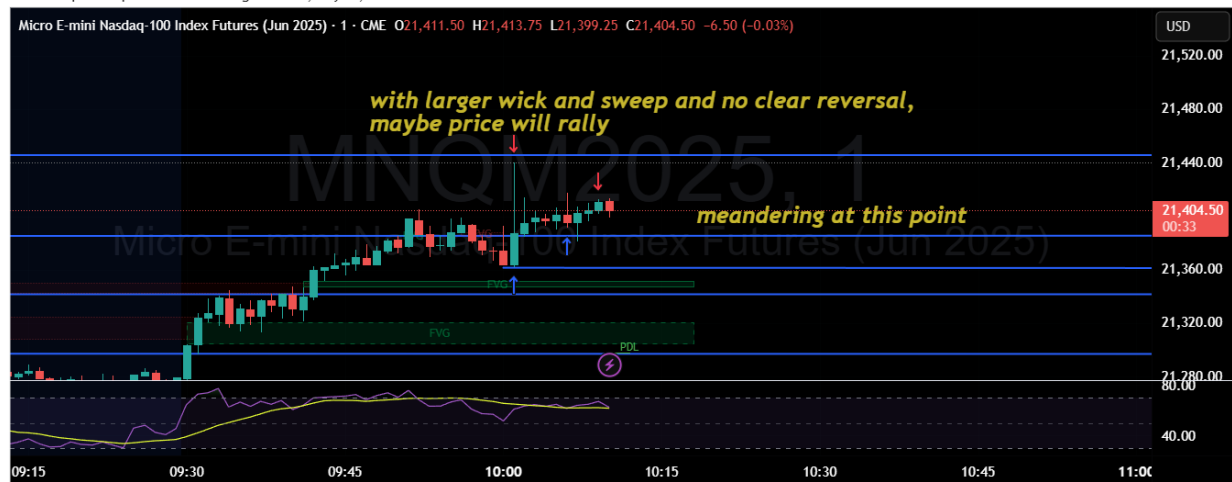 Micro E-mini Nasdaq-100 Index Futures (Jun 2025) · 1 · CME O21,411.50 H21,413.75 L21,399.25 C21,404.50 −6.50 (−0.03%)
USD
21,520.00
with larger wick and sweep and no clear reversal,
maybe price will rally
21,480.00
MNQM2025, 1
21,440.00
meandering at this point
21,404.50
00:33
Micro E-mini Nasdaq-100 Index Futures (Jun 2025)
21,360.00
FVG
FVG
21,320.00
PDL
21,280.00
80.00
40.00
09:15 09:30 09:45 10:00 10:15 10:30 10:45 11:00